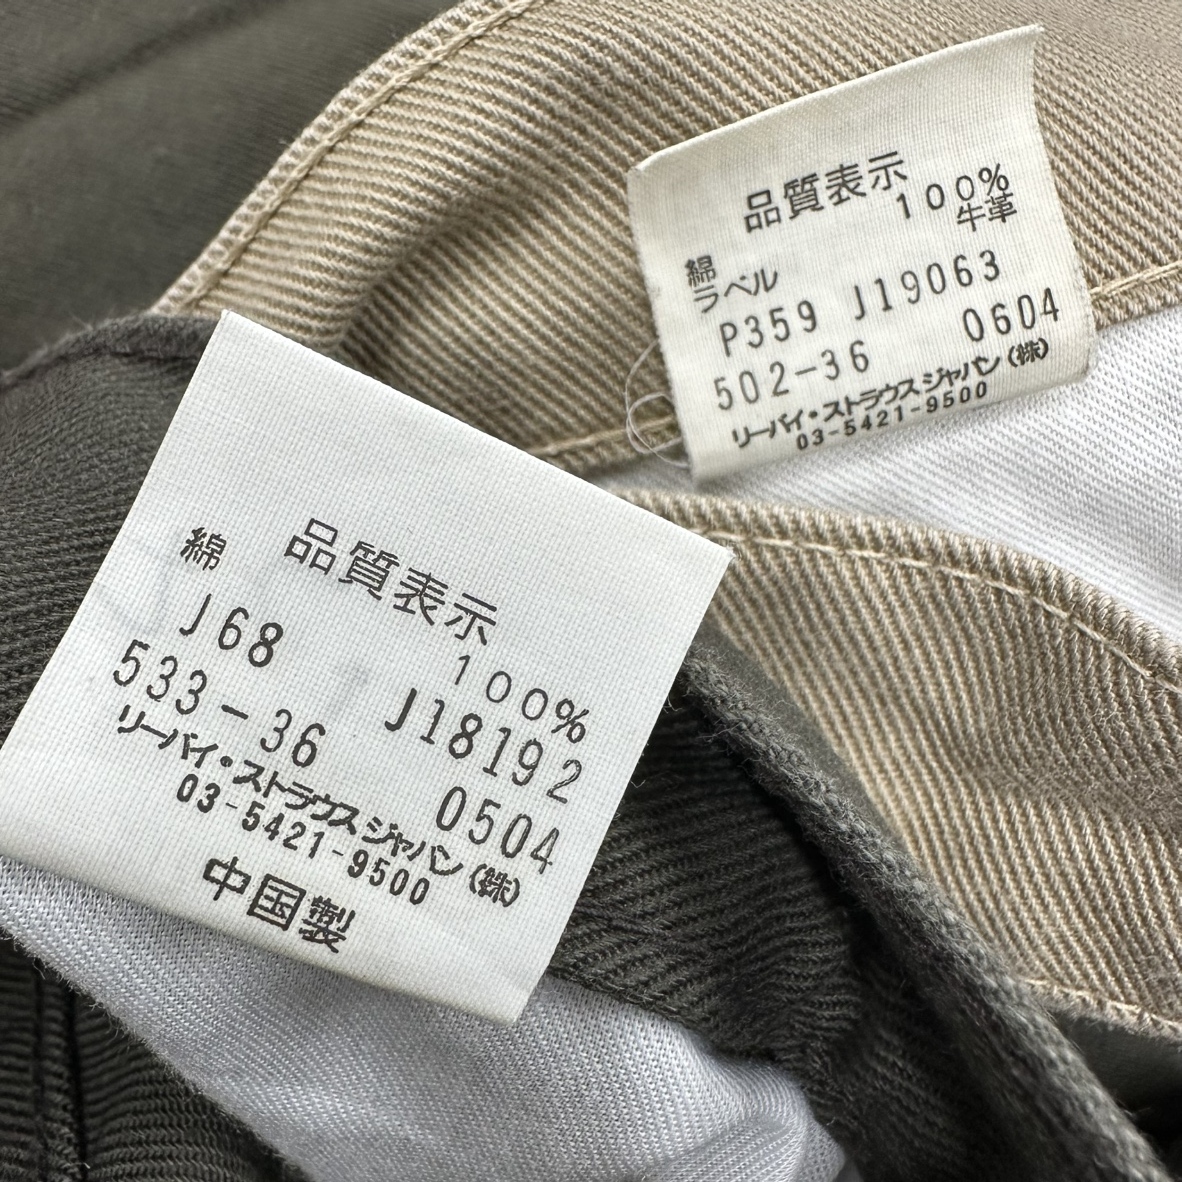 品質表示
綿 100%
ラベル 牛革
P359 J19063
502-36 0604
リーバイ・ストラウス ジャパン(株)
03-5421-9500
品質表示
綿 100%
J68 J18192
533-36 0504
リーバイ・ストラウス ジャパン(株)
03-5421-9500
中国製